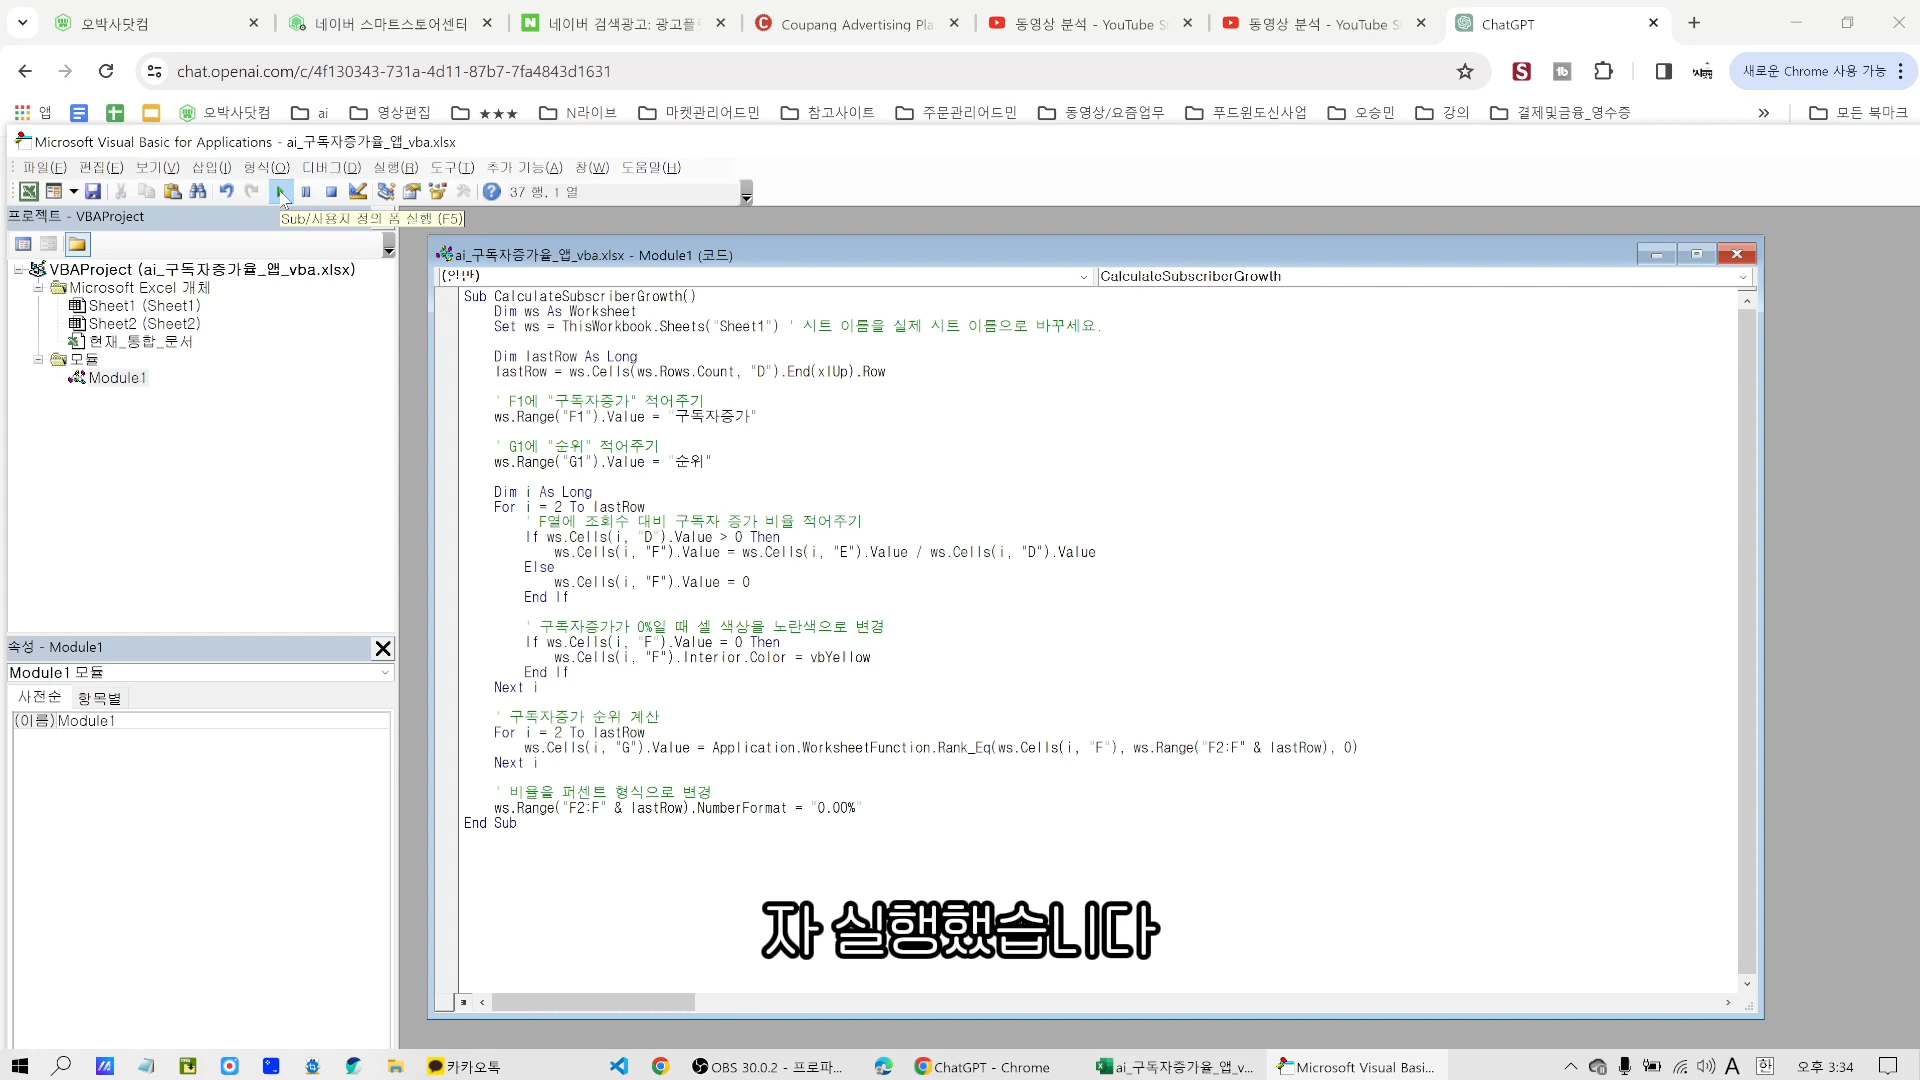 오박사닷컴
네이버 스마트스토어센터
네이버 검색광고: 광고플
Coupang Advertising Pla
동영상 분석 - YouTube S
동영상 분석 - YouTube S
ChatGPT
chat.openai.com/c/4f130343-731a-4d11-87b7-7fa4843d1631
새로운 Chrome 사용 가능
앱
오박사닷컴
ai
영상편집
★★★
N라이브
마켓관리어드민
참고사이트
주문관리어드민
동영상/요즘업무
푸드윈도신사업
오승민
강의
결제및금융_영수증
»
모든 북마크
Microsoft Visual Basic for Applications - ai_구독자증가율_앱_vba.xlsx
파일(F) 편집(E) 보기(V) 삽입(I) 형식(O) 디버그(D) 실행(R) 도구(T) 추가 기능(A) 창(W) 도움말(H)
37 행, 1 열
Sub/사용자 정의 폼 실행 (F5)
프로젝트 - VBAProject
VBAProject (ai_구독자증가율_앱_vba.xlsx)
Microsoft Excel 개체
Sheet1 (Sheet1)
Sheet2 (Sheet2)
현재_통합_문서
모듈
Module1
속성 - Module1
Module1 모듈
사전순 항목별
(이름) Module1
ai_구독자증가율_앱_vba.xlsx - Module1 (코드)
(일반)
CalculateSubscriberGrowth
Sub CalculateSubscriberGrowth()
Dim ws As Worksheet
Set ws = ThisWorkbook.Sheets("Sheet1") ' 시트 이름을 실제 시트 이름으로 바꾸세요.
Dim lastRow As Long
lastRow = ws.Cells(ws.Rows.Count, "D").End(xlUp).Row
' F1에 "구독자증가" 적어주기
ws.Range("F1").Value = "구독자증가"
' G1에 "순위" 적어주기
ws.Range("G1").Value = "순위"
Dim i As Long
For i = 2 To lastRow
' F열에 조회수 대비 구독자 증가 비율 적어주기
If ws.Cells(i, "D").Value > 0 Then
ws.Cells(i, "F").Value = ws.Cells(i, "E").Value / ws.Cells(i, "D").Value
Else
ws.Cells(i, "F").Value = 0
End If
' 구독자증가가 0%일 때 셀 색상을 노란색으로 변경
If ws.Cells(i, "F").Value = 0 Then
ws.Cells(i, "F").Interior.Color = vbYellow
End If
Next i
' 구독자증가 순위 계산
For i = 2 To lastRow
ws.Cells(i, "G").Value = Application.WorksheetFunction.Rank_Eq(ws.Cells(i, "F"), ws.Range("F2:F" & lastRow), 0)
Next i
' 비율을 퍼센트 형식으로 변경
ws.Range("F2:F" & lastRow).NumberFormat = "0.00%"
End Sub
자 실행했습니다
카카오톡
OBS 30.0.2 - 프로파...
ChatGPT - Chrome
ai_구독자증가율_앱_v...
Microsoft Visual Basi...
A
한
오후 3:34